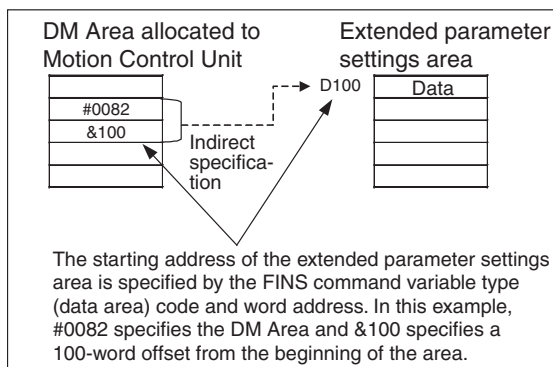 DM Area allocated to
Motion Control Unit
Extended parameter
settings area
#0082
&100
Indirect
specifica-
tion
D100
Data
The starting address of the extended parameter settings
area is specified by the FINS command variable type
(data area) code and word address. In this example,
#0082 specifies the DM Area and &100 specifies a
100-word offset from the beginning of the area.